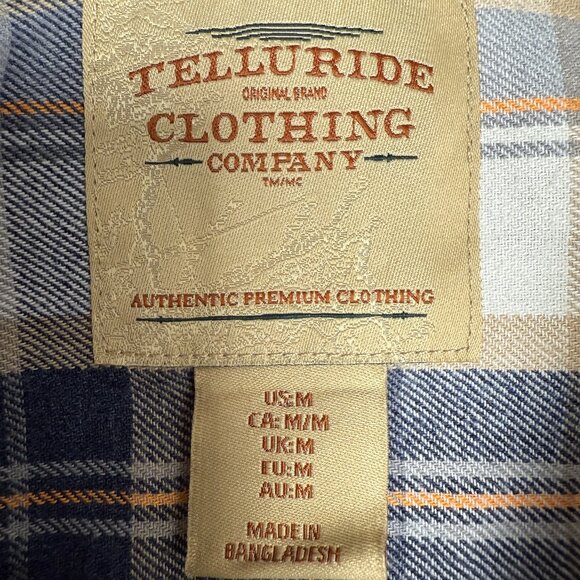 TELLURIDE
ORIGINAL BRAND
CLOTHING
COMPANY
TM/MC
AUTHENTIC PREMIUM CLOTHING
US:M
CA:M/M
UK:M
EU:M
AU:M
MADE IN
BANGLADESH